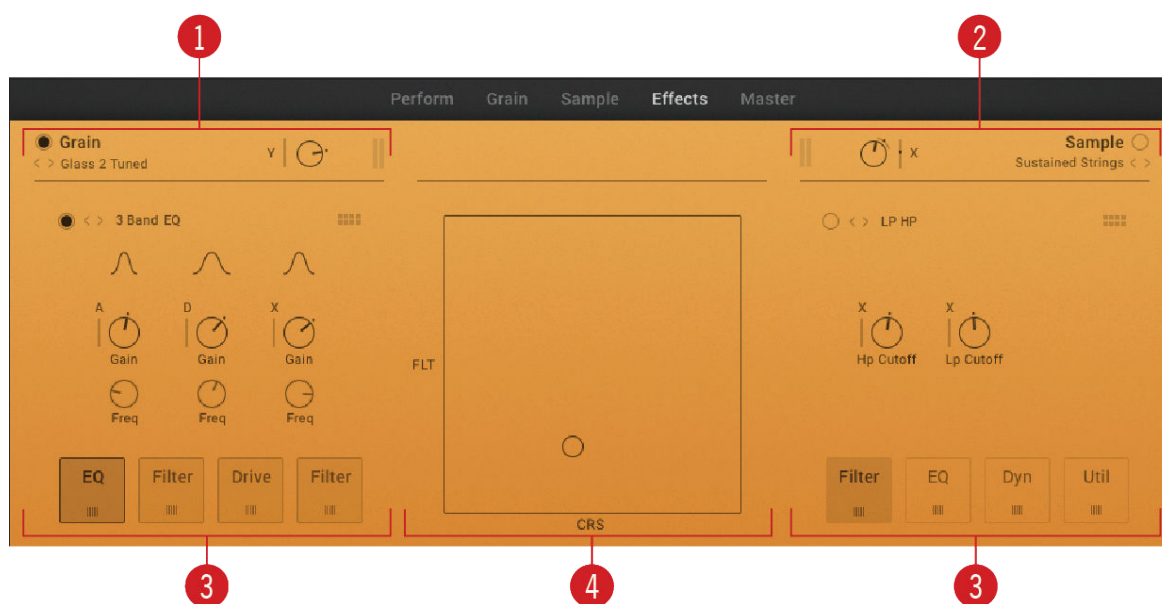 1 2
Perform Grain Sample Effects Master
Grain Y X Sample
< > Glass 2 Tuned Sustained Strings < >
< > 3 Band EQ < > LP HP
A D X X X
Gain Gain Gain Hp Cutoff Lp Cutoff
FLT
Freq Freq Freq
EQ Filter Drive Filter Filter EQ Dyn Util
CRS
3 4 3